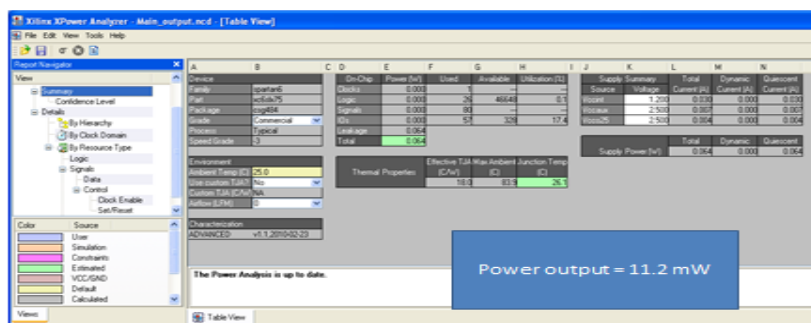 Xilinx XPower Analyzer - Main_output.ncd - [Table View]
File Edit View Tools Help
Report Navigator
View
Summary
Confidence Level
Details
By Hierarchy
By Clock Domain
By Resource Type
Logic
Signals
Data
Control
Clock Enable
Set/Reset
Color Source
User
Simulation
Constraints
Estimated
VCC/GND
Default
Calculated
Views
A B C D E F G H I J K L M N
Device
Family spartan6
Part xc6slx75
Package csg484
Grade Commercial
Process Typical
Speed Grade -3
Environment
Ambient Temp (C) 25.0
Use custom TJA? No
Custom TJA (C/W) NA
Airflow (LFM) 0
Characterization
ADVANCED v1.1,2010-02-23
On-Chip Power (W) Used Available Utilization (%)
Clocks 0.000 1 --- ---
Logic 0.000 26 46648 0.1
Signals 0.000 80 --- ---
IOs 0.000 57 328 17.4
Leakage 0.064
Total 0.064
Effective TJA Max Ambient Junction Temp
Thermal Properties (C/W) (C) (C)
18.0 83.9 26.1
Supply Summary Total Dynamic Quiescent
Source Voltage Current (A) Current (A) Current (A)
Vccint 1.200 0.030 0.000 0.030
Vccaux 2.500 0.007 0.000 0.007
Vcco25 2.500 0.004 0.000 0.004
Total Dynamic Quiescent
Supply Power (W) 0.064 0.000 0.064
The Power Analysis is up to date.
Table View
Power output = 11.2 mW